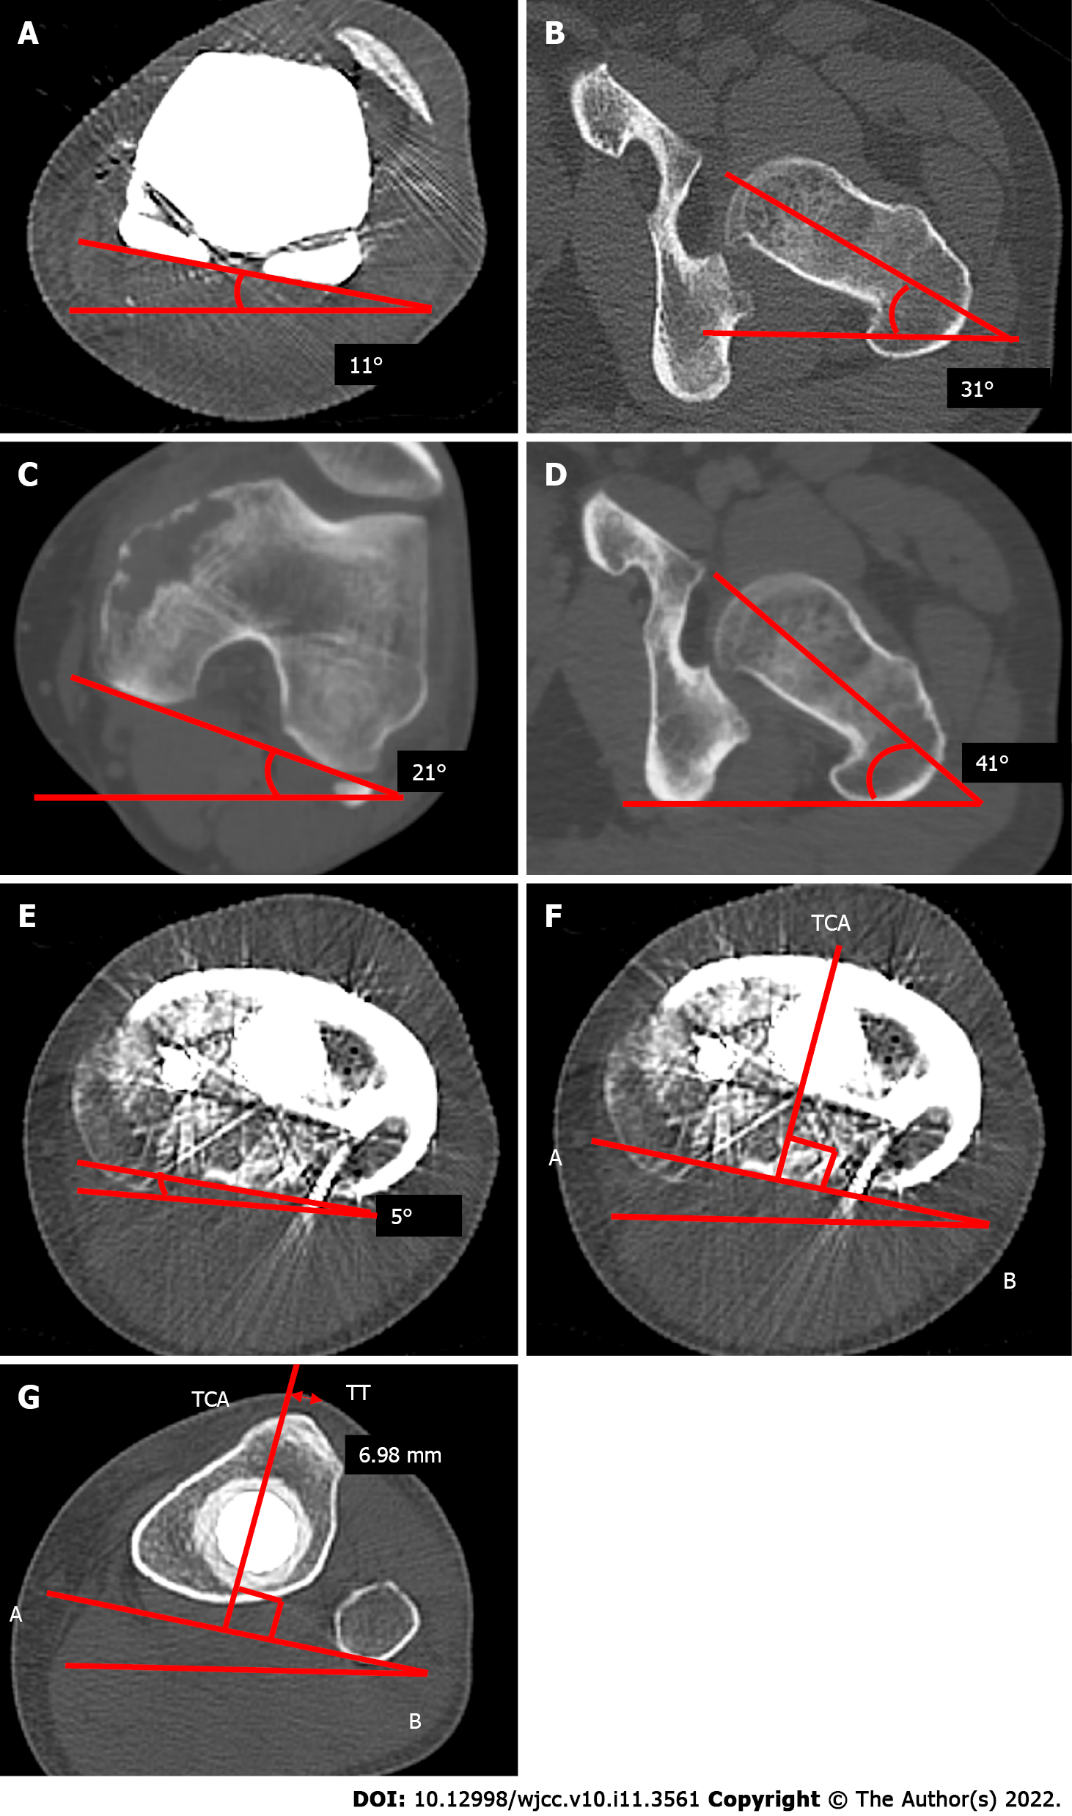 A
B
11°
31°
C
D
21°
41°
E
F
TCA
A
5°
B
G
TCA
TT
6.98 mm
A
B
DOI: 10.12998/wjcc.v10.i11.3561 Copyright © The Author(s) 2022.